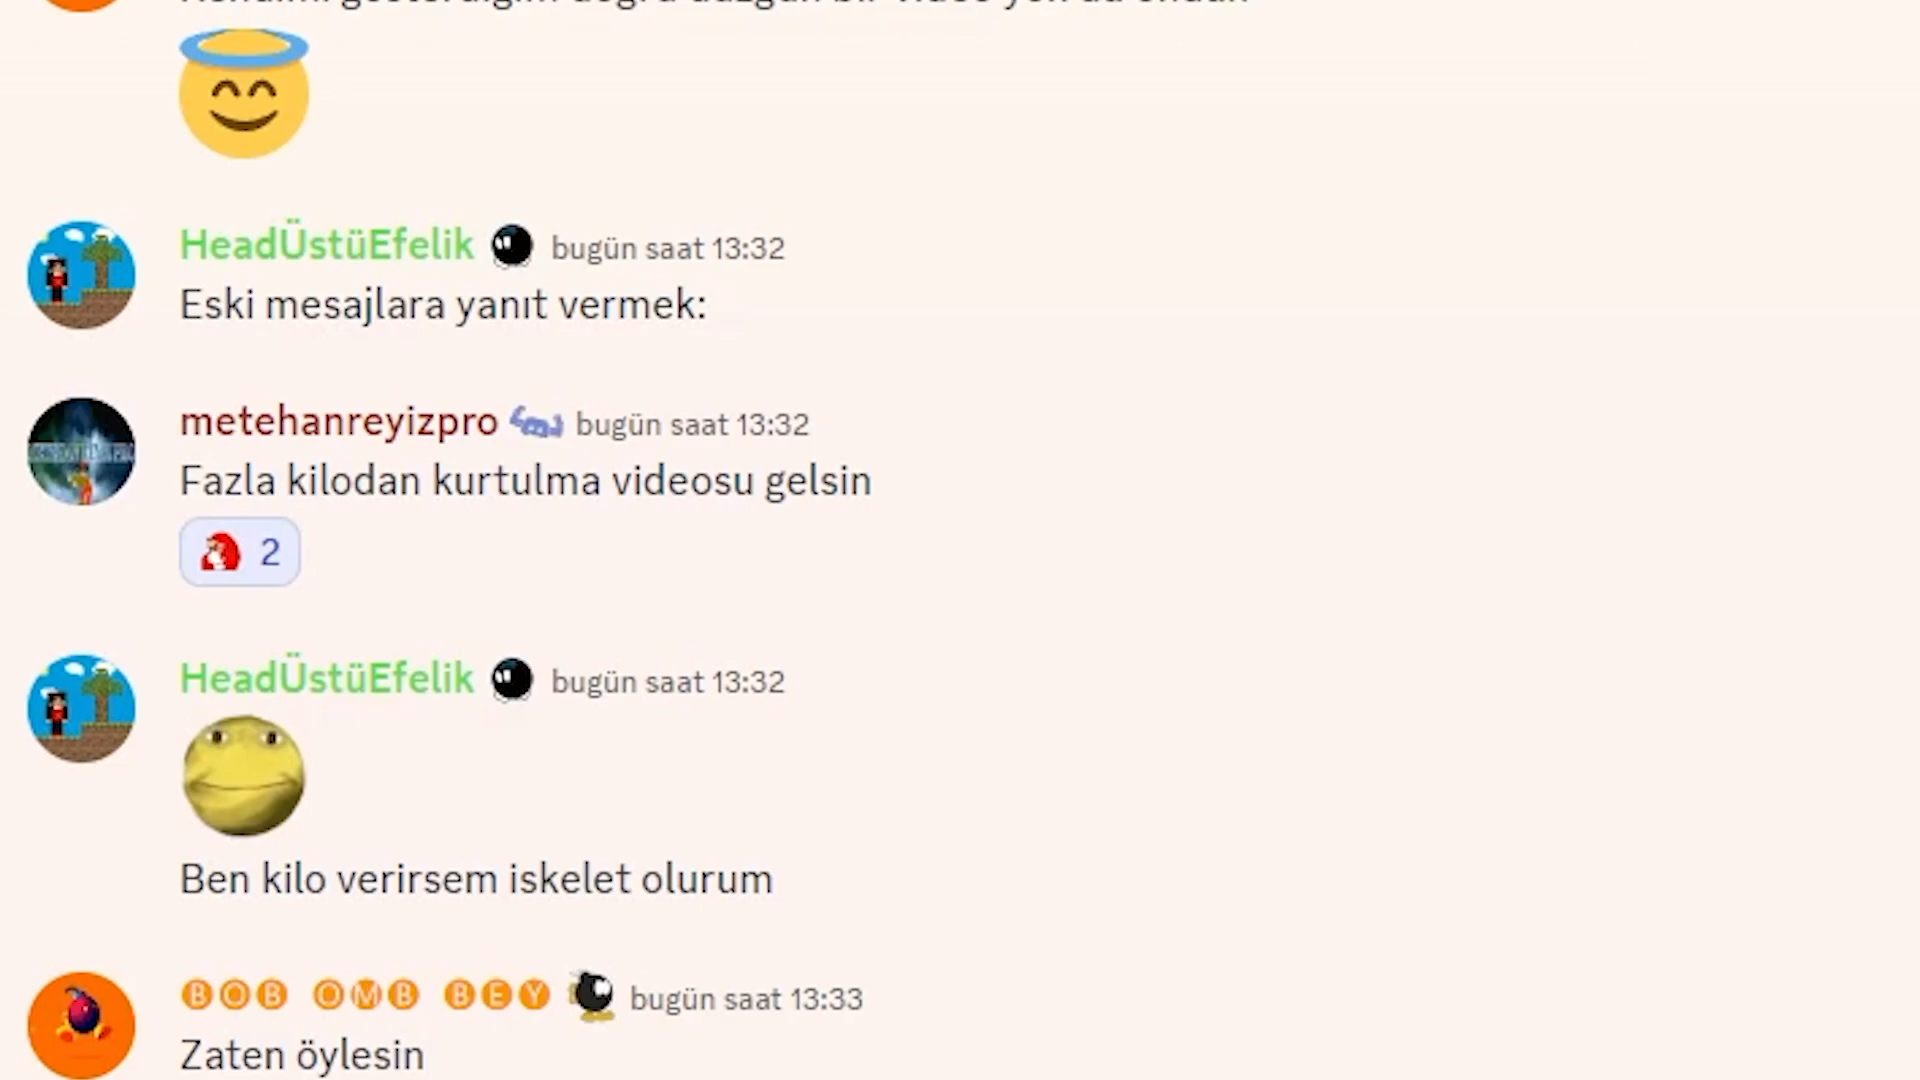 HeadÜstüEfelik bugün saat 13:32
Eski mesajlara yanıt vermek:
metehanreyizpro bugün saat 13:32
Fazla kilodan kurtulma videosu gelsin
2
HeadÜstüEfelik bugün saat 13:32
Ben kilo verirsem iskelet olurum
BOB OMB BEY bugün saat 13:33
Zaten öylesin